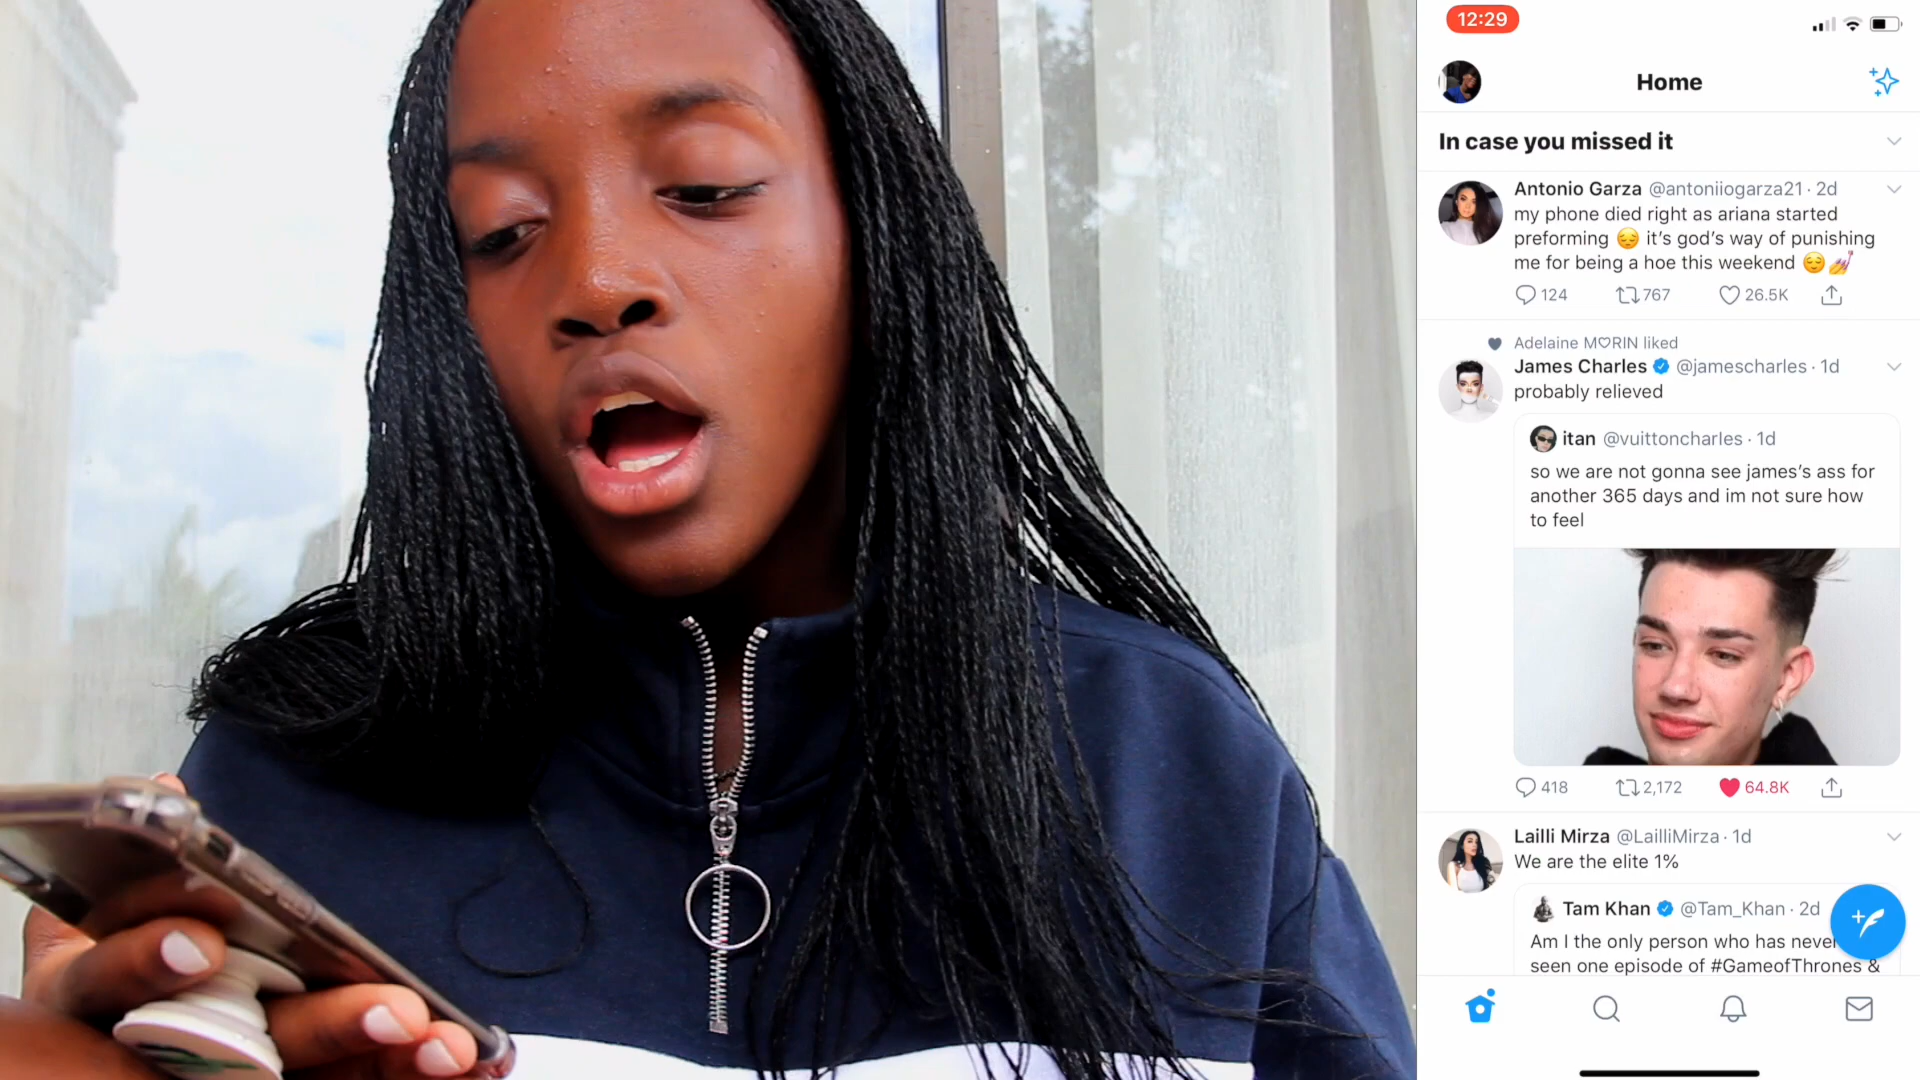 12:29
Home
In case you missed it
Antonio Garza @antoniiogarza21 · 2d
my phone died right as ariana started
preforming 😔 it's god's way of punishing
me for being a hoe this weekend 😌💅
124 767 26.5K
Adelaine M♡RIN liked
James Charles @jamescharles · 1d
probably relieved
itan @vuittoncharles · 1d
so we are not gonna see james's ass for
another 365 days and im not sure how
to feel
418 2,172 64.8K
Lailli Mirza @LailliMirza · 1d
We are the elite 1%
Tam Khan @Tam_Khan · 2d
Am I the only person who has never
seen one episode of #GameofThrones &